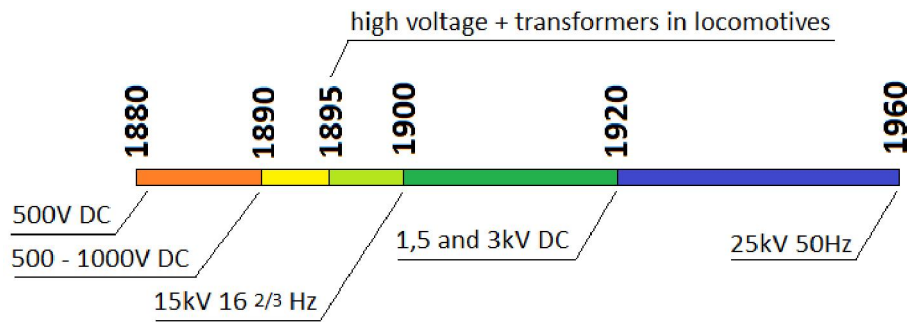 high voltage + transformers in locomotives
1880
1890
1895
1900
1920
1960
500V DC
500 - 1000V DC
15kV 16 2/3 Hz
1,5 and 3kV DC
25kV 50Hz